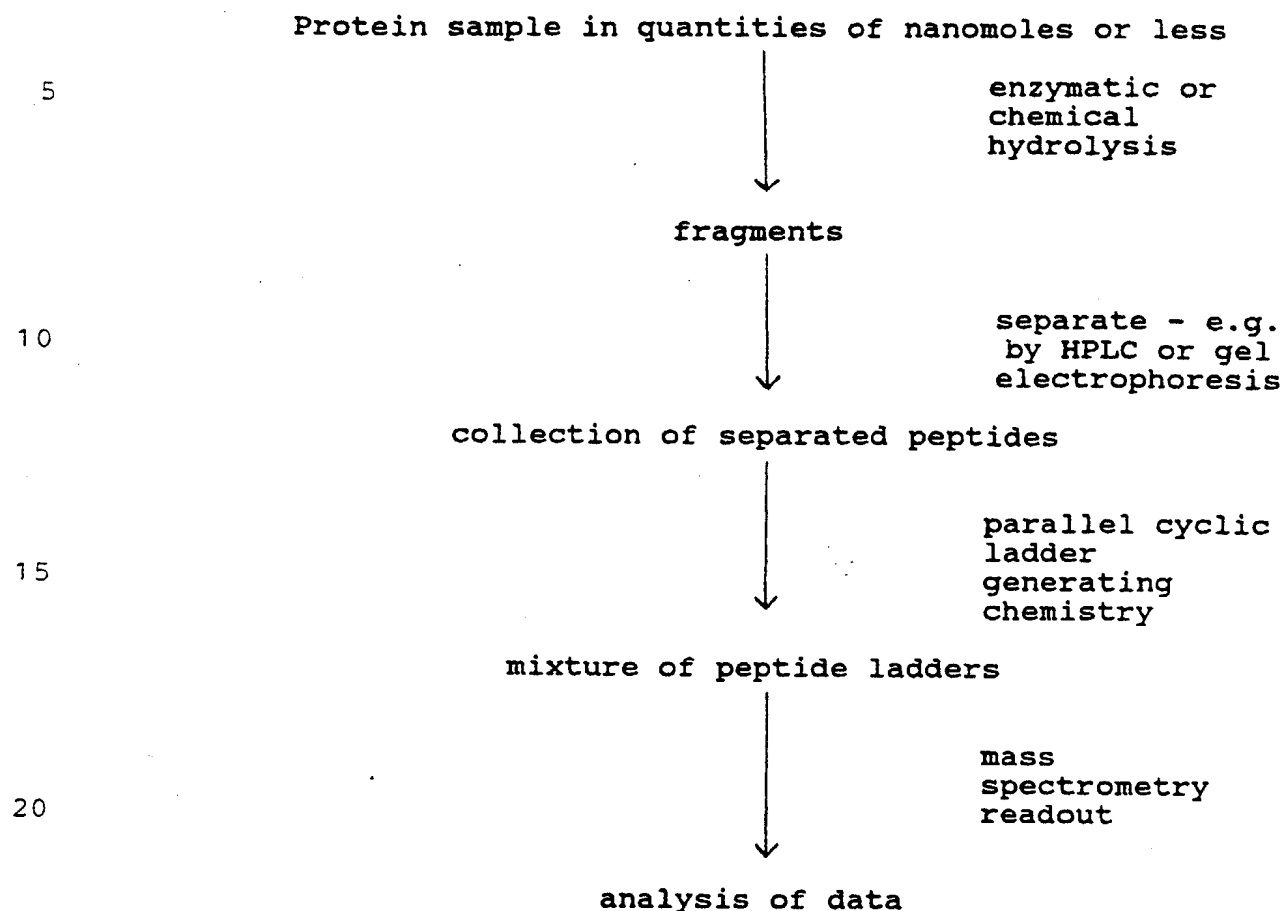 Protein sample in quantities of nanomoles or less
5
enzymatic or
chemical
hydrolysis
fragments
10
separate - e.g.
by HPLC or gel
electrophoresis
collection of separated peptides
parallel cyclic
ladder
15
generating
chemistry
mixture of peptide ladders
mass
spectrometry
20
readout
analysis of data